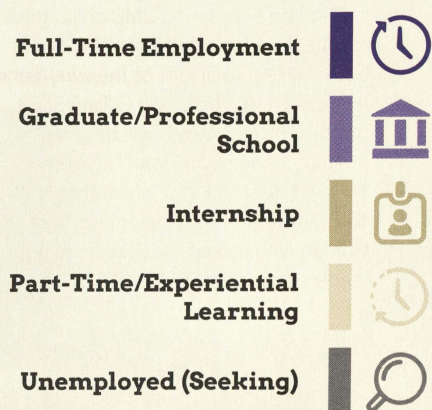 Full-Time Employment
Graduate/Professional
School
Internship
Part-Time/Experiential
Learning
Unemployed (Seeking)